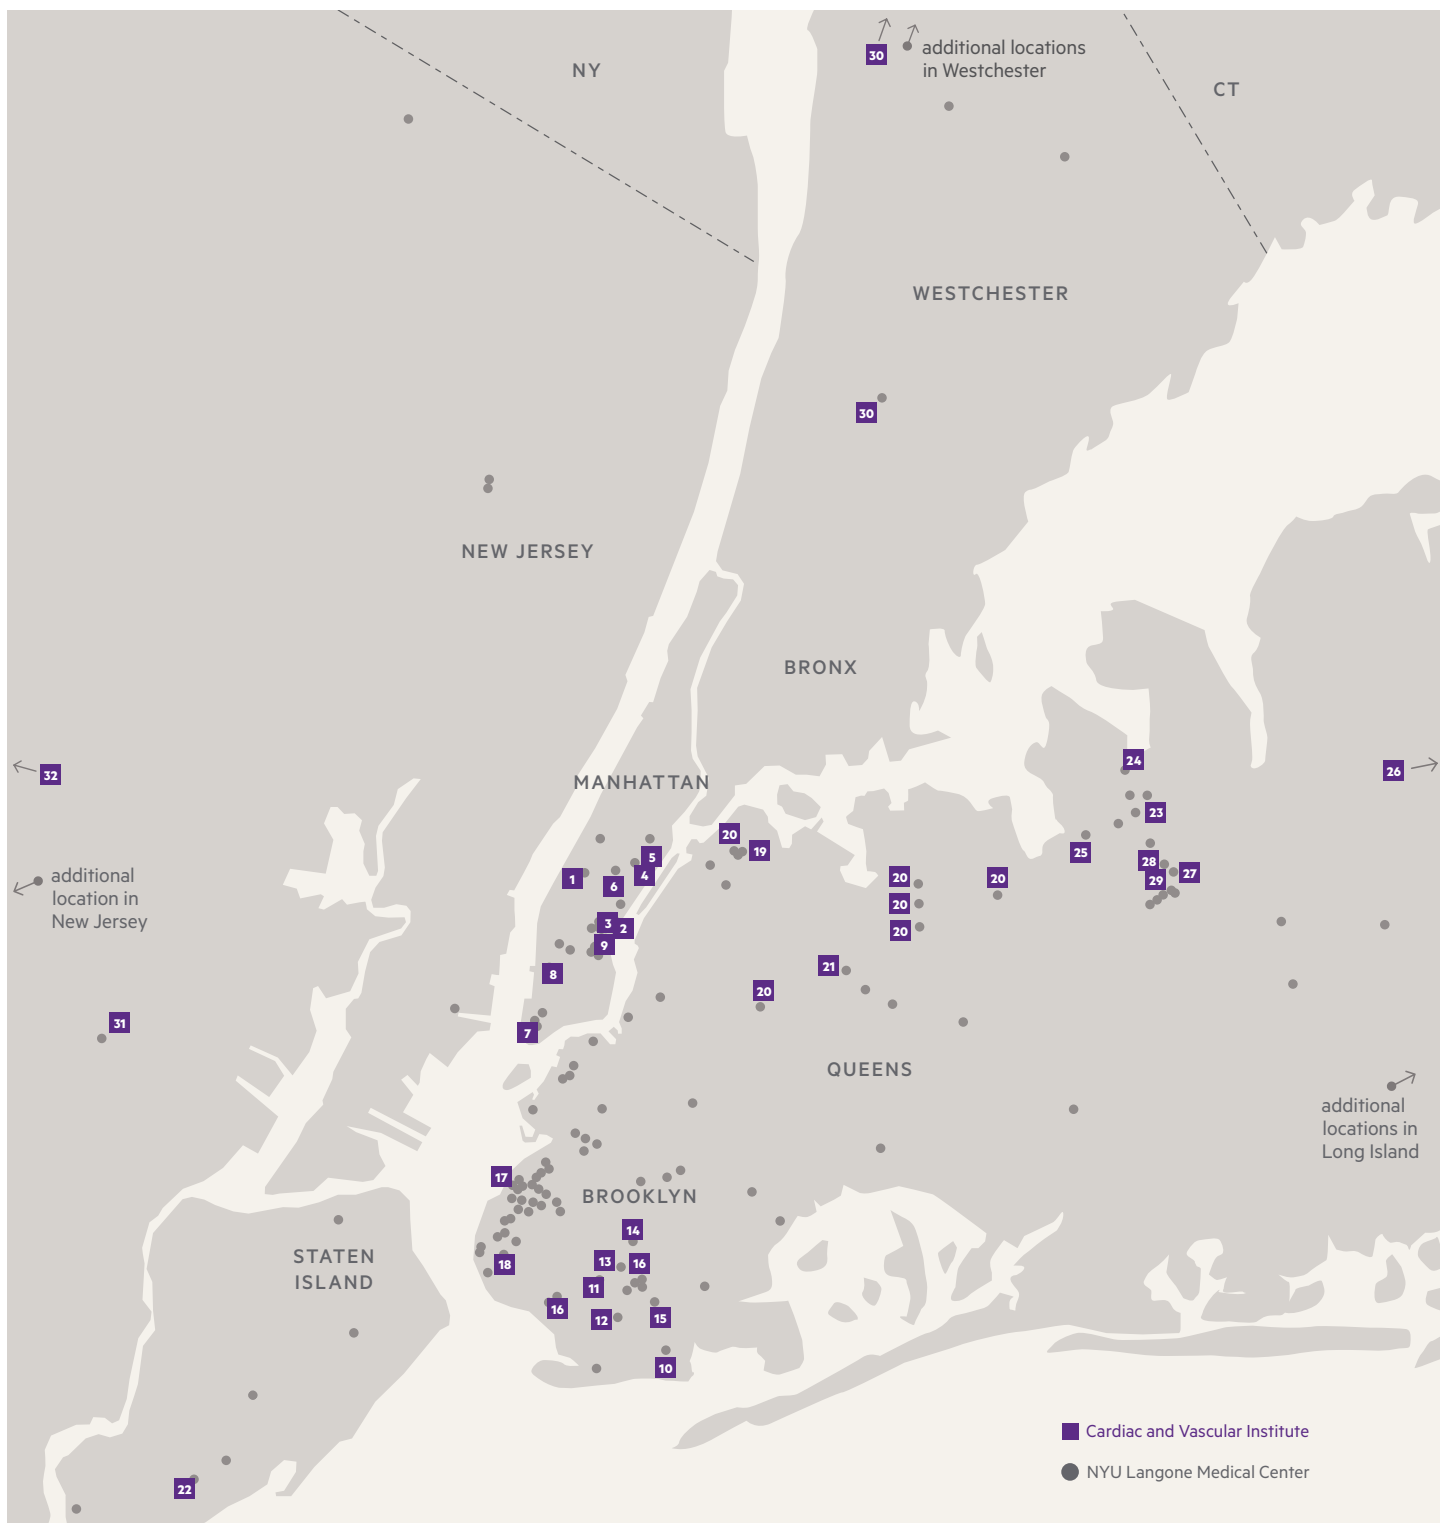 30
additional locations
in Westchester
NY
CT
WESTCHESTER
30
NEW JERSEY
BRONX
24
32
26
MANHATTAN
23
20
19
25
5
28
27
additional
location in
New Jersey
1
4
6
20
20
29
20
3
2
20
9
21
8
20
31
7
QUEENS
additional
locations in
Long Island
17
BROOKLYN
14
STATEN
ISLAND
18
13
16
11
16
12
15
10
Cardiac and Vascular Institute
NYU Langone Medical Center
22